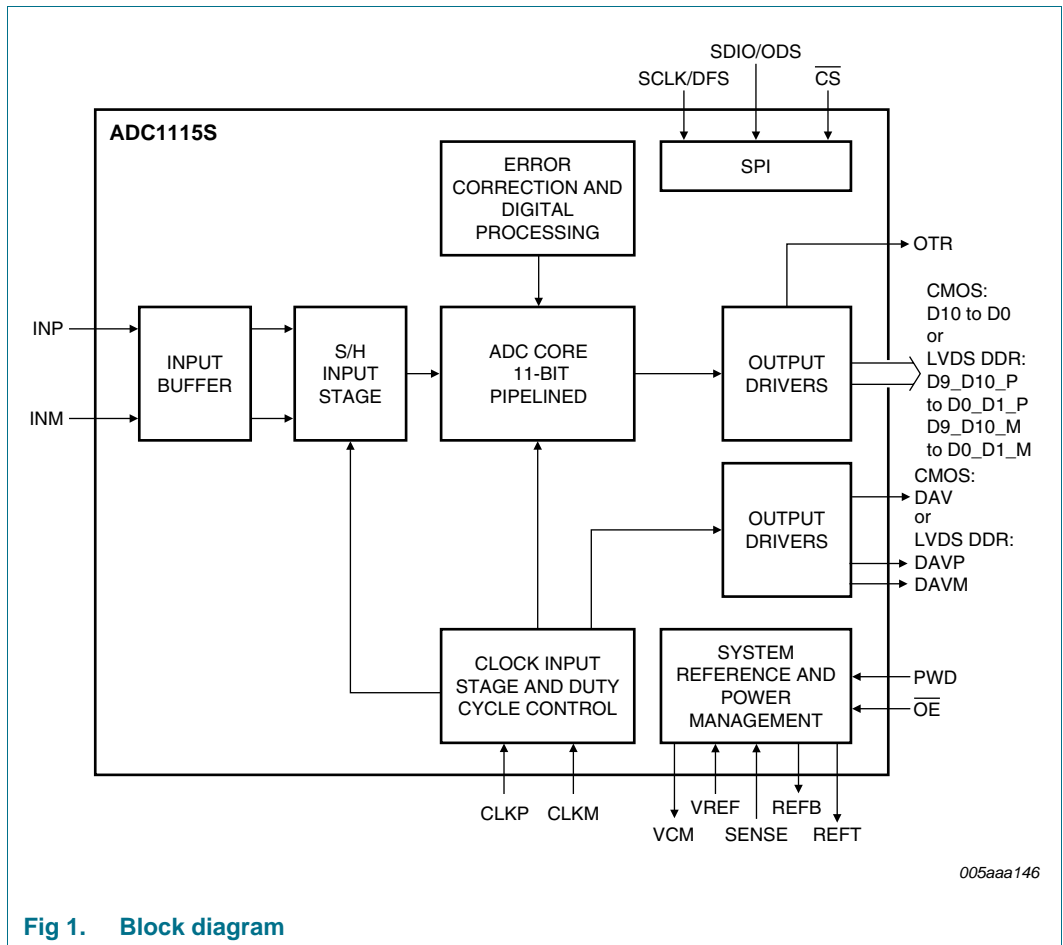 SDIO/ODS
SCLK/DFS
CS
ADC1115S
ERROR
CORRECTION AND
DIGITAL
PROCESSING
SPI
OTR
INP
INM
INPUT
BUFFER
S/H
INPUT
STAGE
ADC CORE
11-BIT
PIPELINED
OUTPUT
DRIVERS
CMOS:
D10 to D0
or
LVDS DDR:
D9_D10_P
to D0_D1_P
D9_D10_M
to D0_D1_M
OUTPUT
DRIVERS
CMOS:
DAV
or
LVDS DDR:
DAVP
DAVM
CLOCK INPUT
STAGE AND DUTY
CYCLE CONTROL
SYSTEM
REFERENCE AND
POWER
MANAGEMENT
PWD
OE
CLKP
CLKM
VCM
VREF
SENSE
REFB
REFT
005aaa146
Fig 1. Block diagram